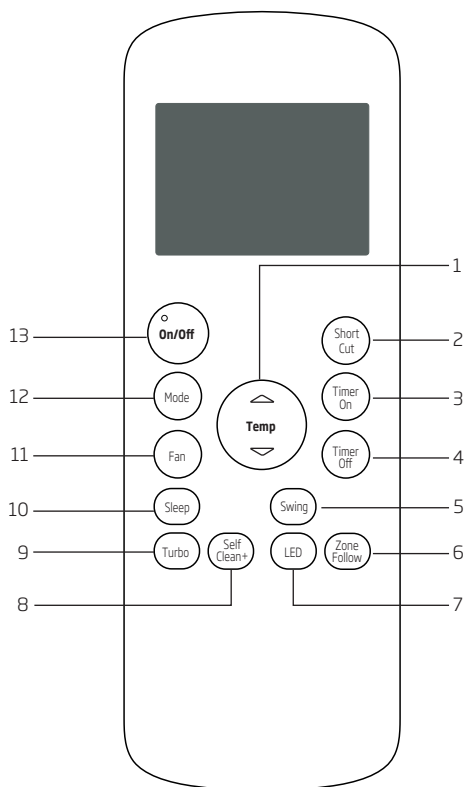 1
13
On/Off
Short
Cut
2
12
Mode
Timer
On
3
Temp
11
Fan
Timer
Off
4
10
Sleep
Swing
5
9
Turbo
Self
Clean+
LED
Zone
Follow
6
8
7